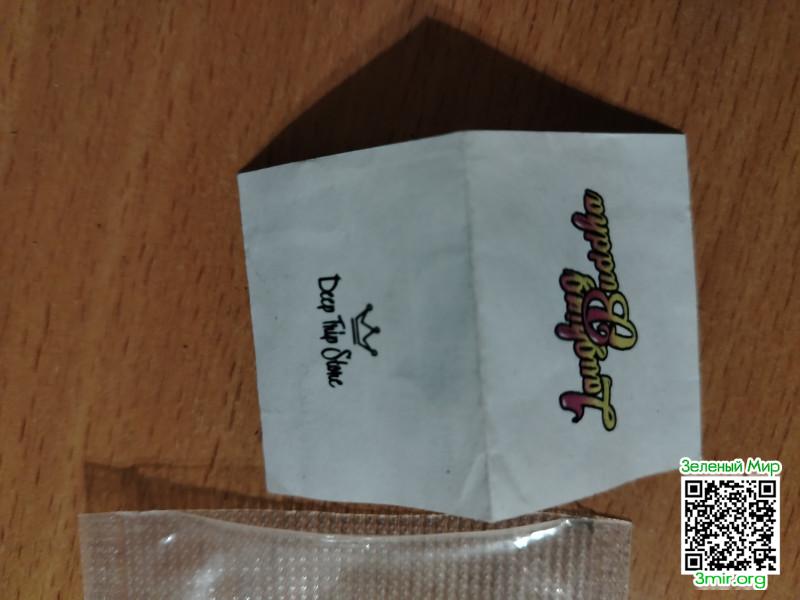 Deep Trip Store
Laughing
Buddha
Зеленый Мир
3mir.org